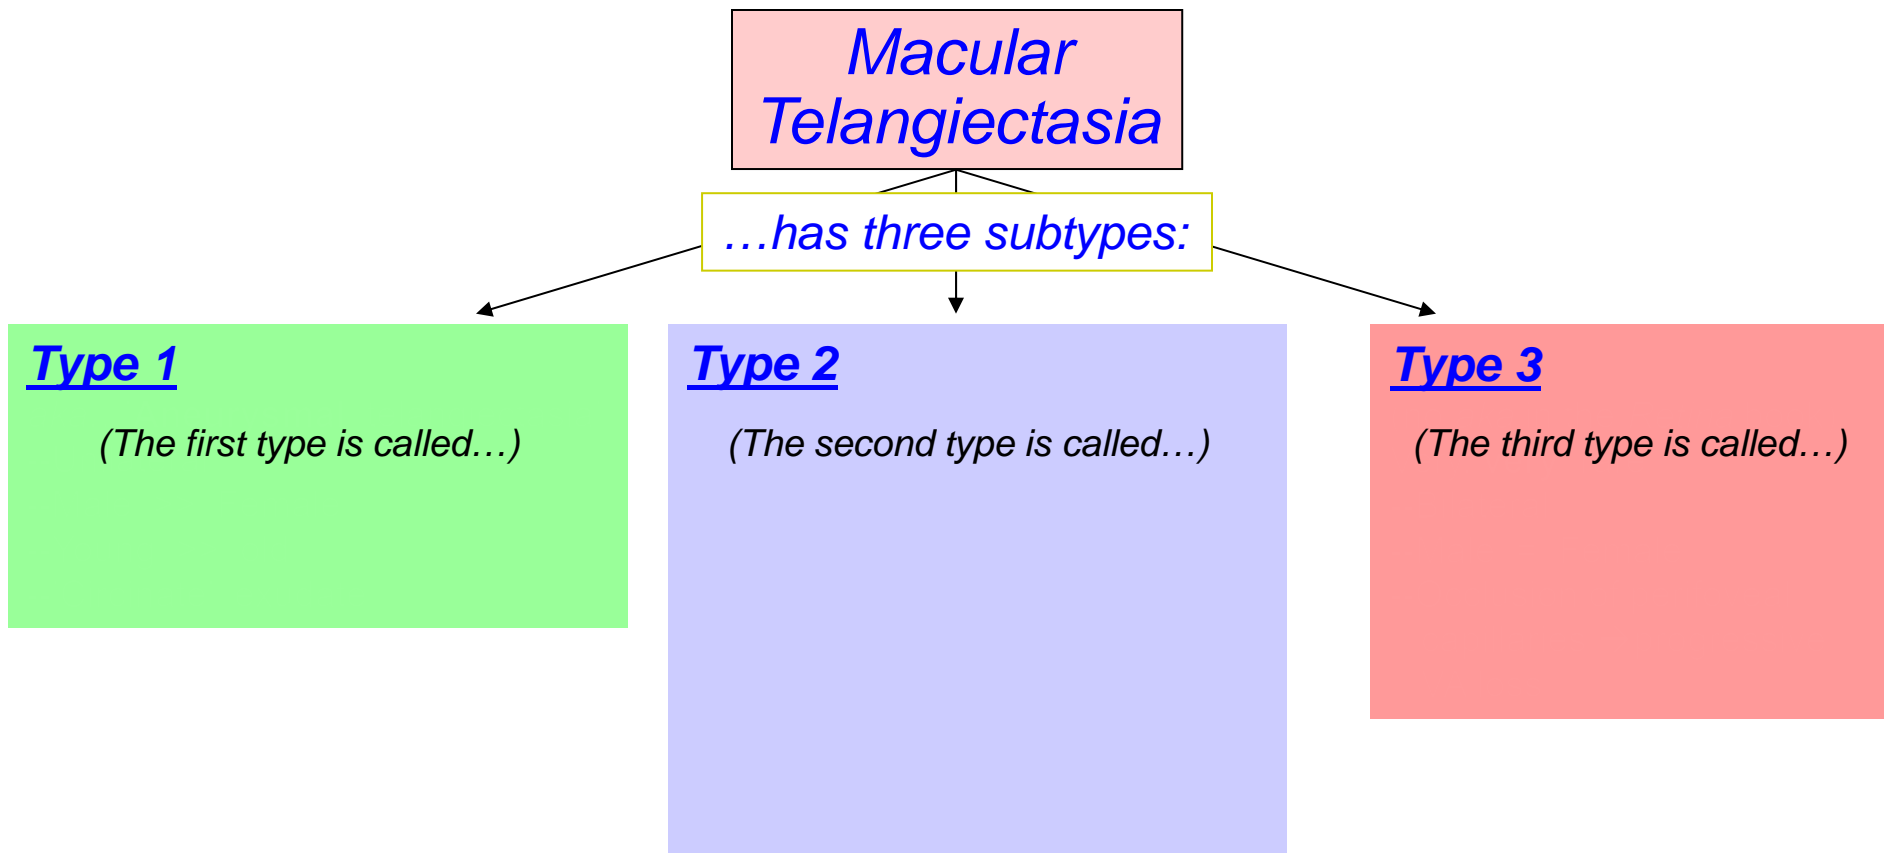 Macular
Telangiectasia
…has three subtypes:
Type 1
(The first type is called…)
Type 2
(The second type is called…)
Type 3
(The third type is called…)